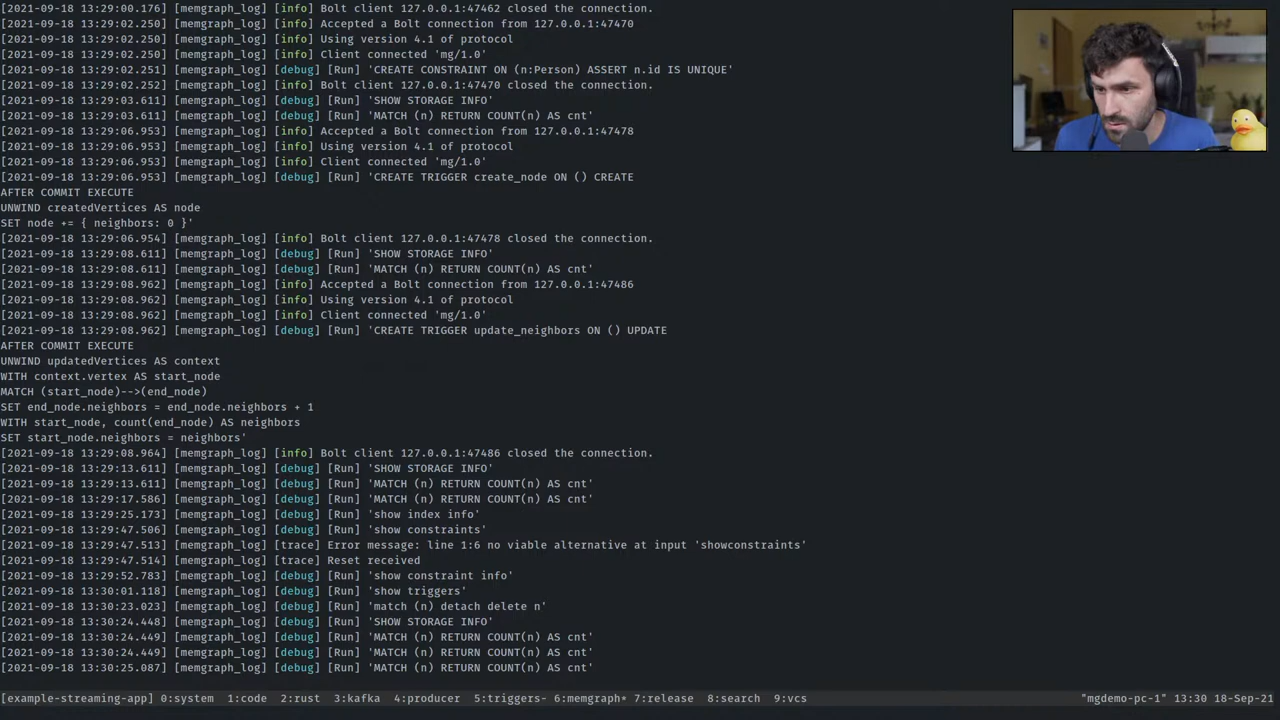 [2021-09-18 13:29:00.176] [memgraph_log] [info] Bolt client 127.0.0.1:47462 closed the connection.
[2021-09-18 13:29:02.250] [memgraph_log] [info] Accepted a Bolt connection from 127.0.0.1:47470
[2021-09-18 13:29:02.250] [memgraph_log] [info] Using version 4.1 of protocol
[2021-09-18 13:29:02.250] [memgraph_log] [info] Client connected 'mg/1.0'
[2021-09-18 13:29:02.251] [memgraph_log] [debug] [Run] 'CREATE CONSTRAINT ON (n:Person) ASSERT n.id IS UNIQUE'
[2021-09-18 13:29:02.252] [memgraph_log] [info] Bolt client 127.0.0.1:47470 closed the connection.
[2021-09-18 13:29:03.611] [memgraph_log] [debug] [Run] 'SHOW STORAGE INFO'
[2021-09-18 13:29:03.611] [memgraph_log] [debug] [Run] 'MATCH (n) RETURN COUNT(n) AS cnt'
[2021-09-18 13:29:06.953] [memgraph_log] [info] Accepted a Bolt connection from 127.0.0.1:47478
[2021-09-18 13:29:06.953] [memgraph_log] [info] Using version 4.1 of protocol
[2021-09-18 13:29:06.953] [memgraph_log] [info] Client connected 'mg/1.0'
[2021-09-18 13:29:06.953] [memgraph_log] [debug] [Run] 'CREATE TRIGGER create_node ON () CREATE
AFTER COMMIT EXECUTE
UNWIND createdVertices AS node
SET node += { neighbors: 0 }'
[2021-09-18 13:29:06.954] [memgraph_log] [info] Bolt client 127.0.0.1:47478 closed the connection.
[2021-09-18 13:29:08.611] [memgraph_log] [debug] [Run] 'SHOW STORAGE INFO'
[2021-09-18 13:29:08.611] [memgraph_log] [debug] [Run] 'MATCH (n) RETURN COUNT(n) AS cnt'
[2021-09-18 13:29:08.962] [memgraph_log] [info] Accepted a Bolt connection from 127.0.0.1:47486
[2021-09-18 13:29:08.962] [memgraph_log] [info] Using version 4.1 of protocol
[2021-09-18 13:29:08.962] [memgraph_log] [info] Client connected 'mg/1.0'
[2021-09-18 13:29:08.962] [memgraph_log] [debug] [Run] 'CREATE TRIGGER update_neighbors ON () UPDATE
AFTER COMMIT EXECUTE
UNWIND updatedVertices AS context
WITH context.vertex AS start_node
MATCH (start_node)-->(end_node)
SET end_node.neighbors = end_node.neighbors + 1
WITH start_node, count(end_node) AS neighbors
SET start_node.neighbors = neighbors'
[2021-09-18 13:29:08.964] [memgraph_log] [info] Bolt client 127.0.0.1:47486 closed the connection.
[2021-09-18 13:29:13.611] [memgraph_log] [debug] [Run] 'SHOW STORAGE INFO'
[2021-09-18 13:29:13.611] [memgraph_log] [debug] [Run] 'MATCH (n) RETURN COUNT(n) AS cnt'
[2021-09-18 13:29:17.586] [memgraph_log] [debug] [Run] 'MATCH (n) RETURN COUNT(n) AS cnt'
[2021-09-18 13:29:25.173] [memgraph_log] [debug] [Run] 'show index info'
[2021-09-18 13:29:47.506] [memgraph_log] [debug] [Run] 'show constraints'
[2021-09-18 13:29:47.513] [memgraph_log] [trace] Error message: line 1:6 no viable alternative at input 'showconstraints'
[2021-09-18 13:29:47.514] [memgraph_log] [trace] Reset received
[2021-09-18 13:29:52.783] [memgraph_log] [debug] [Run] 'show constraint info'
[2021-09-18 13:30:01.118] [memgraph_log] [debug] [Run] 'show triggers'
[2021-09-18 13:30:23.023] [memgraph_log] [debug] [Run] 'match (n) detach delete n'
[2021-09-18 13:30:24.448] [memgraph_log] [debug] [Run] 'SHOW STORAGE INFO'
[2021-09-18 13:30:24.449] [memgraph_log] [debug] [Run] 'MATCH (n) RETURN COUNT(n) AS cnt'
[2021-09-18 13:30:24.449] [memgraph_log] [debug] [Run] 'MATCH (n) RETURN COUNT(n) AS cnt'
[2021-09-18 13:30:25.087] [memgraph_log] [debug] [Run] 'MATCH (n) RETURN COUNT(n) AS cnt'
[example-streaming-app] 0:system 1:code 2:rust 3:kafka 4:producer 5:triggers- 6:memgraph* 7:release 8:search 9:vcs "mgdemo-pc-1" 13:30 18-Sep-21